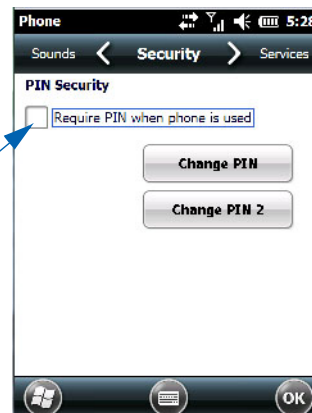 Phone 5:28
Sounds Security Services
PIN Security
Require PIN when phone is used
Change PIN
Change PIN 2
OK